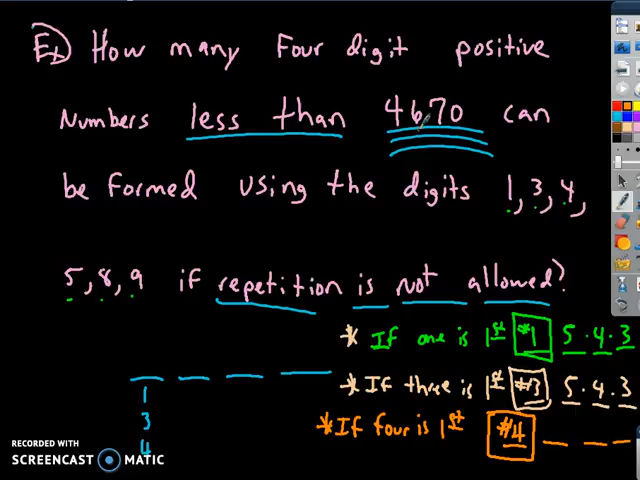 Ex) How many Four digit positive
Numbers less than 4670 can
be formed using the digits 1, 3, 4,
5, 8, 9 if repetition is not allowed?
* If one is 1st #1 5 · 4 · 3
* If three is 1st #3 5 · 4 · 3
* If four is 1st #4
1
3
4
RECORDED WITH
SCREENCAST MATIC